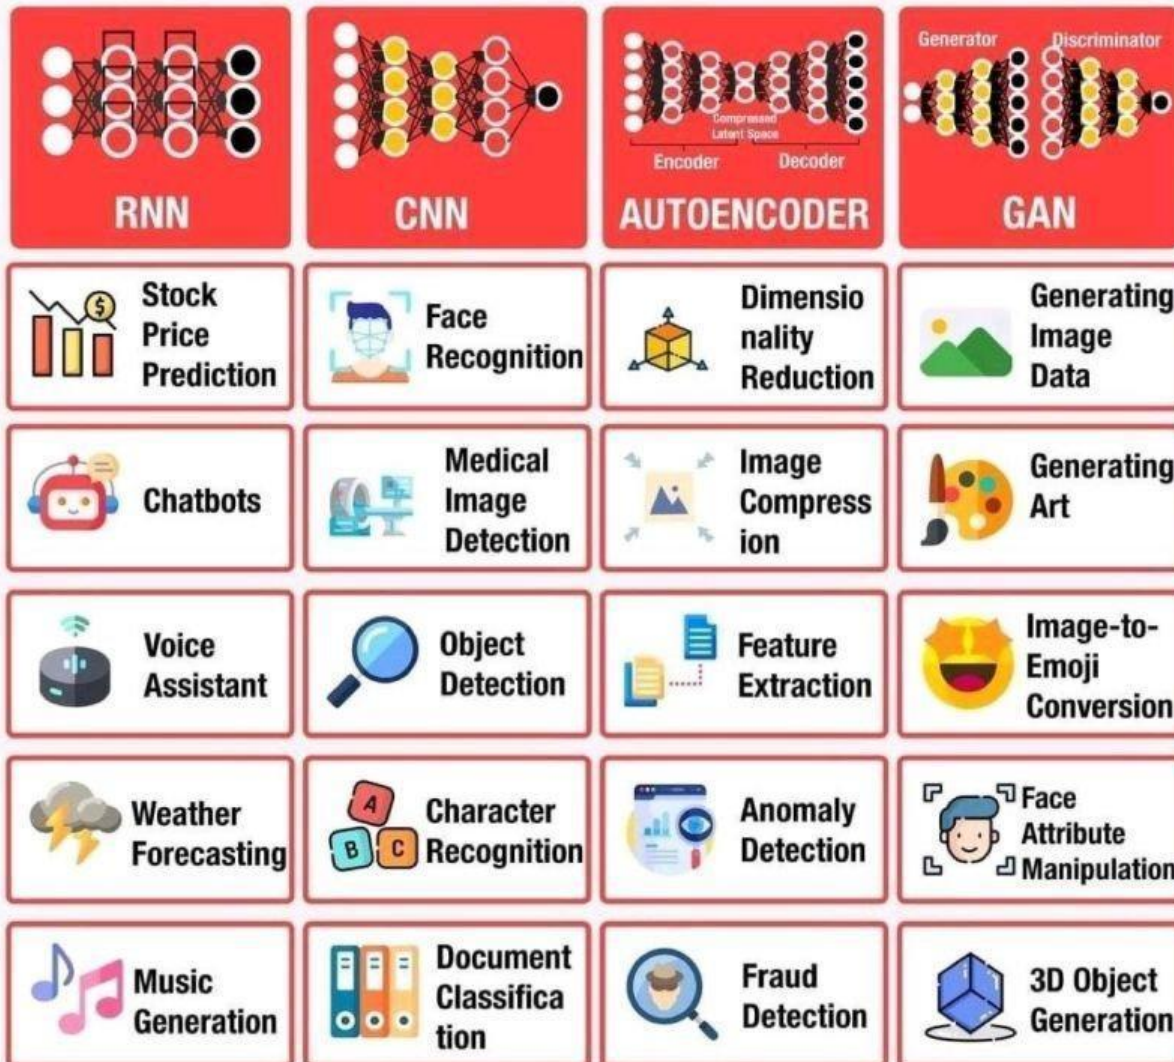 Generator Discriminator
Compressed
Latent Space
Encoder Decoder
RNN
CNN
AUTOENCODER
GAN
Stock
Price
Prediction
Face
Recognition
Dimensio
nality
Reduction
Generating
Image
Data
$
Chatbots
Medical
Image
Detection
Image
Compress
ion
Generating
Art
Voice
Assistant
Object
Detection
Feature
Extraction
Image-to-
Emoji
Conversion
Weather
Forecasting
A
B C
Character
Recognition
Anomaly
Detection
Face
Attribute
Manipulation
Music
Generation
Document
Classifica
tion
Fraud
Detection
3D Object
Generation